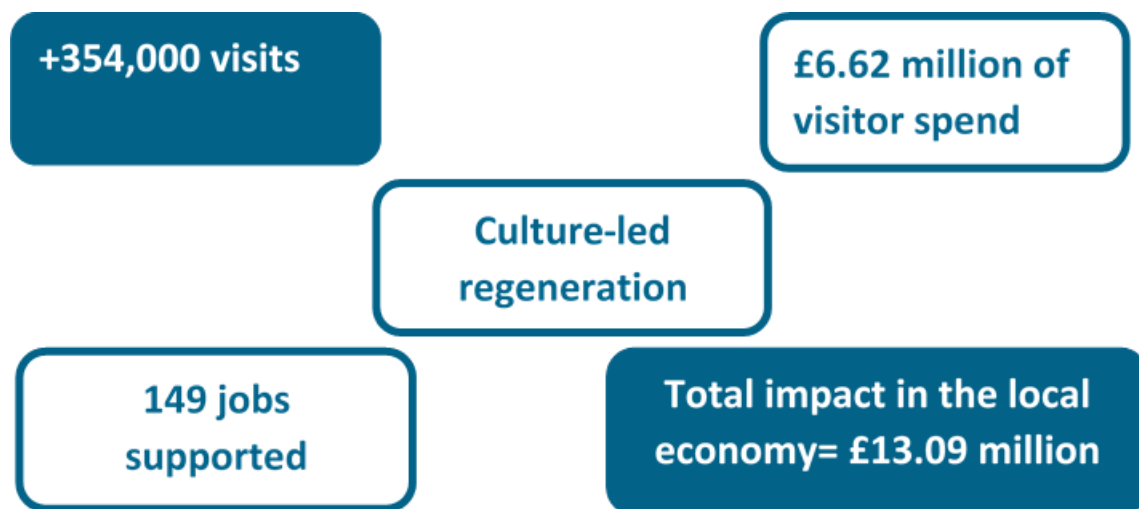 +354,000 visits
£6.62 million of
visitor spend
Culture-led
regeneration
149 jobs
supported
Total impact in the local
economy= £13.09 million